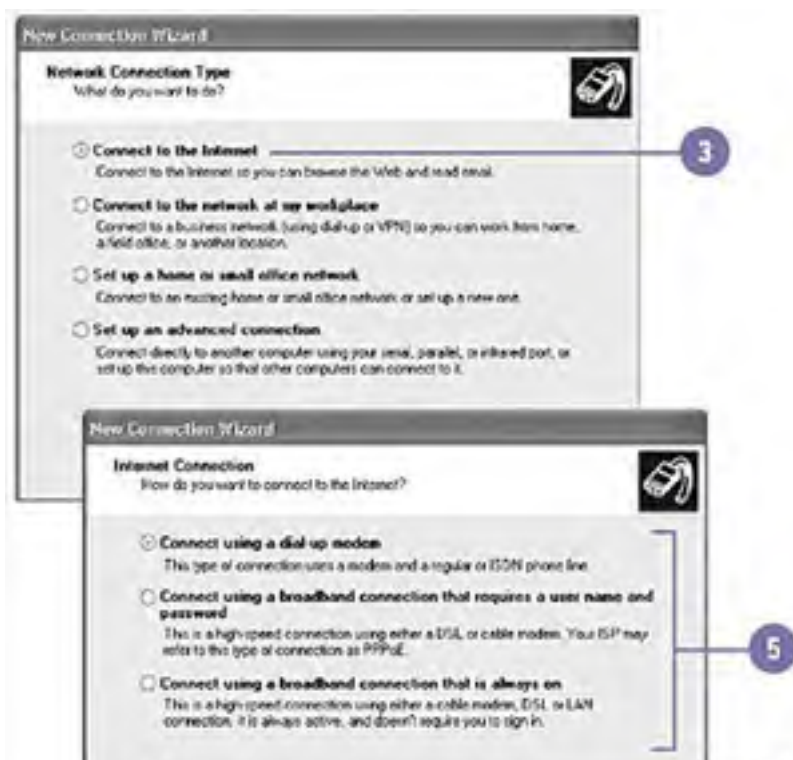 New Connection Wizard
Network Connection Type
What do you want to do?
Connect to the Internet
3
Connect to the Internet so you can browse the Web and read email.
Connect to the network at my workplace
Connect to a business network (using dial-up or VPN) so you can work from home,
a field office, or another location.
Set up a home or small office network
Connect to an existing home or small office network or set up a new one.
Set up an advanced connection
Connect directly to another computer using your serial, parallel, or infrared port, or
set up this computer so that other computers can connect to it.
New Connection Wizard
Internet Connection
How do you want to connect to the Internet?
Connect using a dial-up modem
This type of connection uses a modem and a regular or ISDN phone line.
Connect using a broadband connection that requires a user name and
password
This is a high-speed connection using either a DSL or cable modem. Your ISP may
refer to this type of connection as PPPoE.
5
Connect using a broadband connection that is always on
This is a high-speed connection using either a cable modem, DSL or LAN
connection. It is always active, and doesn't require you to sign in.